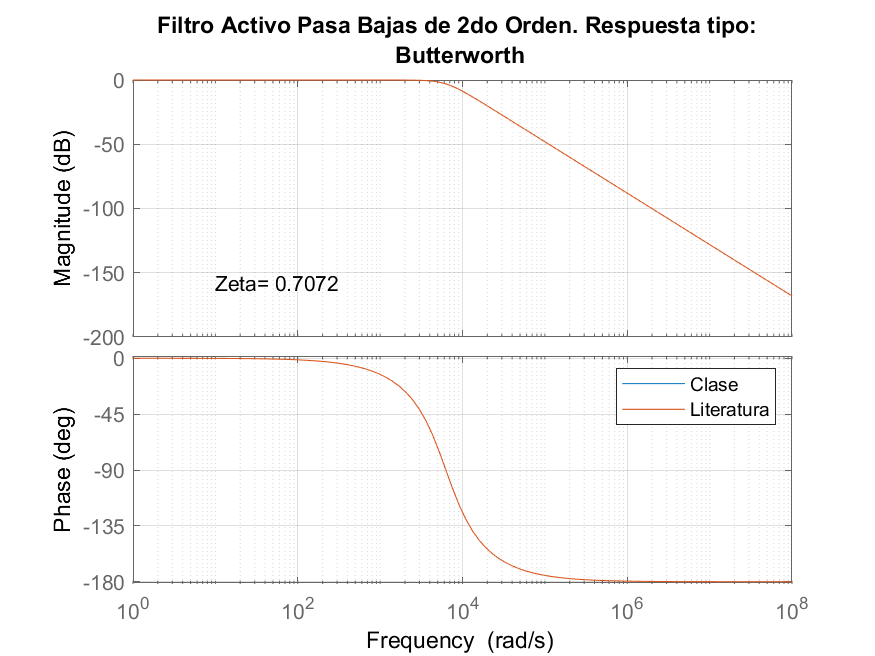 Filtro Activo Pasa Bajas de 2do Orden. Respuesta tipo:
Butterworth
Magnitude (dB)
0
-50
-100
-150
-200
Zeta= 0.7072
Phase (deg)
0
-45
-90
-135
-180
Clase
Literatura
10^0 10^2 10^4 10^6 10^8
Frequency (rad/s)